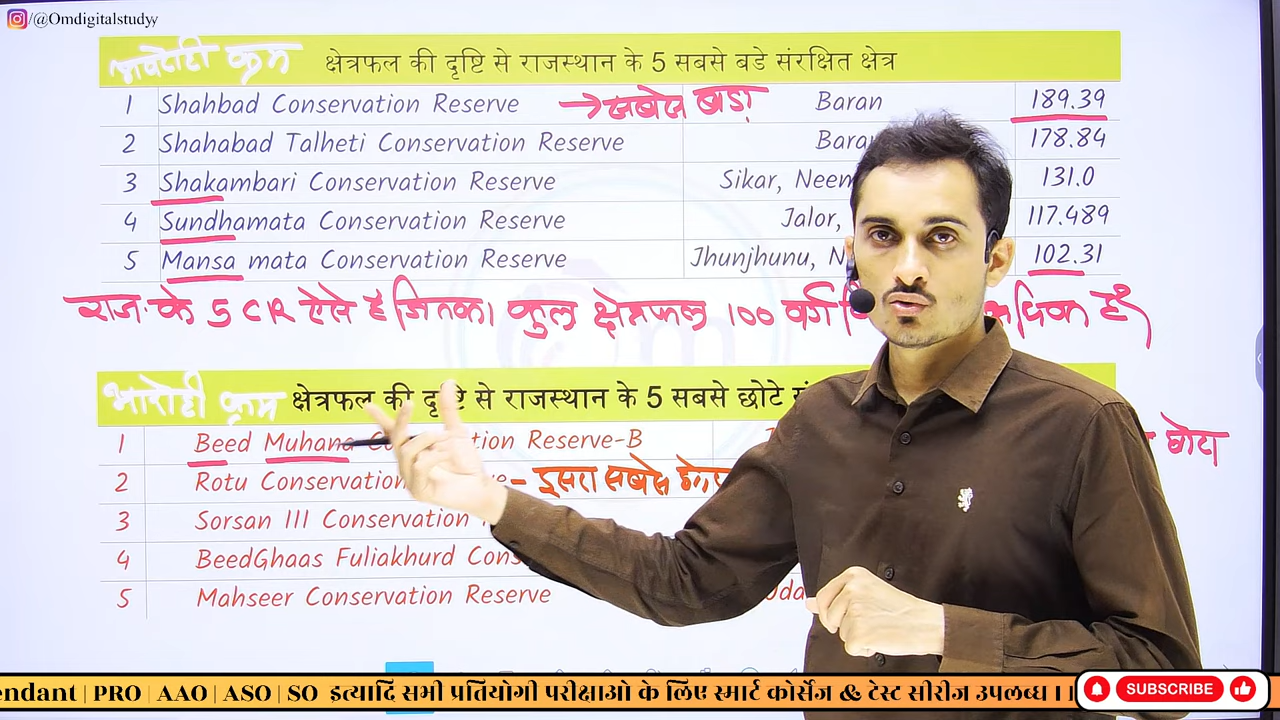 /@Omdigitalstudyy
अवरोही क्रम क्षेत्रफल की दृष्टि से राजस्थान के 5 सबसे बडे संरक्षित क्षेत्र
1 Shahbad Conservation Reserve → सबसे बड़ा Baran 189.39
2 Shahabad Talheti Conservation Reserve Bara 178.84
3 Shakambari Conservation Reserve Sikar, Neem 131.0
4 Sundhamata Conservation Reserve Jalor, 117.489
5 Mansa mata Conservation Reserve Jhunjhunu, N 102.31
राज. के 5 CR ऐसे है जिनका कुल क्षेत्रफल 100 वर्ग
आरोही क्रम क्षेत्रफल की दृष्टि से राजस्थान के 5 सबसे छोटे
1 Beed Muhana Reserve-B छोटा
2 Rotu Conservation - दूसरा सबसे
3 Sorsan III Conservation
4 BeedGhaas Fuliakhurd Cons
5 Mahseer Conservation Reserve Uda
endant | PRO | AAO | ASO | SO इत्यादि सभी प्रतियोगी परीक्षाओ के लिए स्मार्ट कोर्सेज & टेस्ट सीरीज उपलब्ध । । SUBSCRIBE